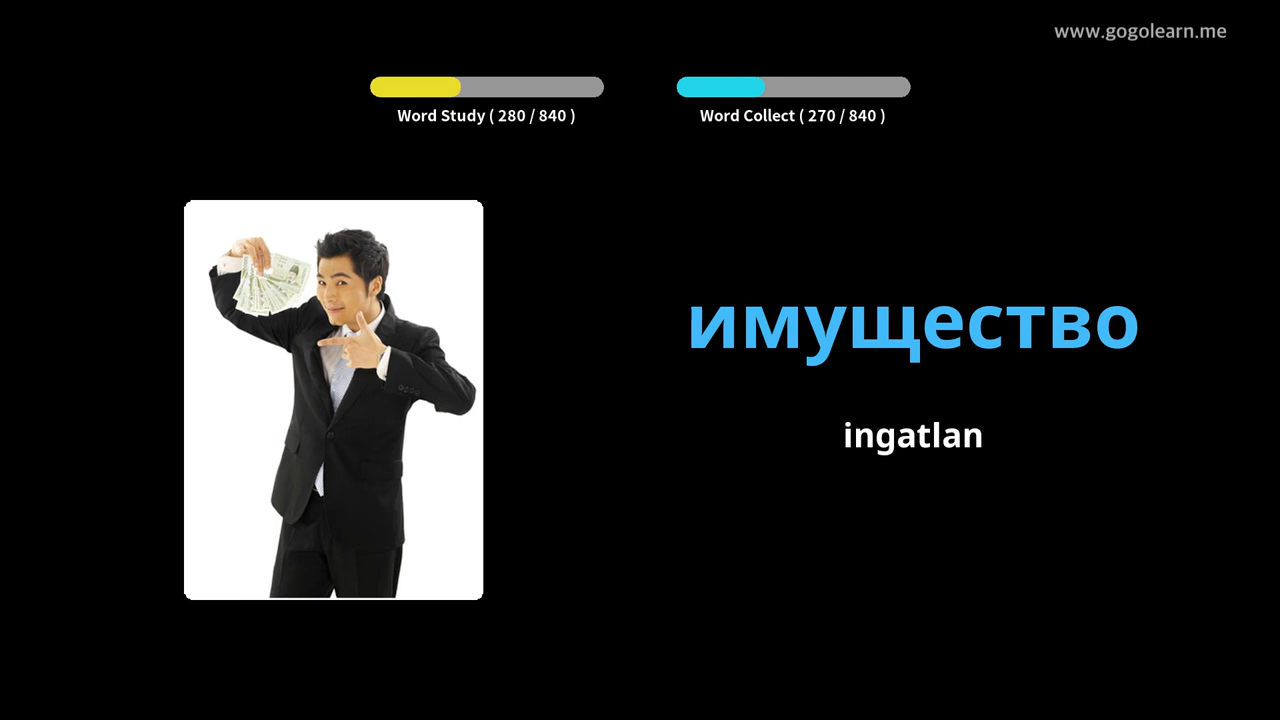 www.gogolearn.me
Word Study ( 280 / 840 )
Word Collect ( 270 / 840 )
имущество
ingatlan